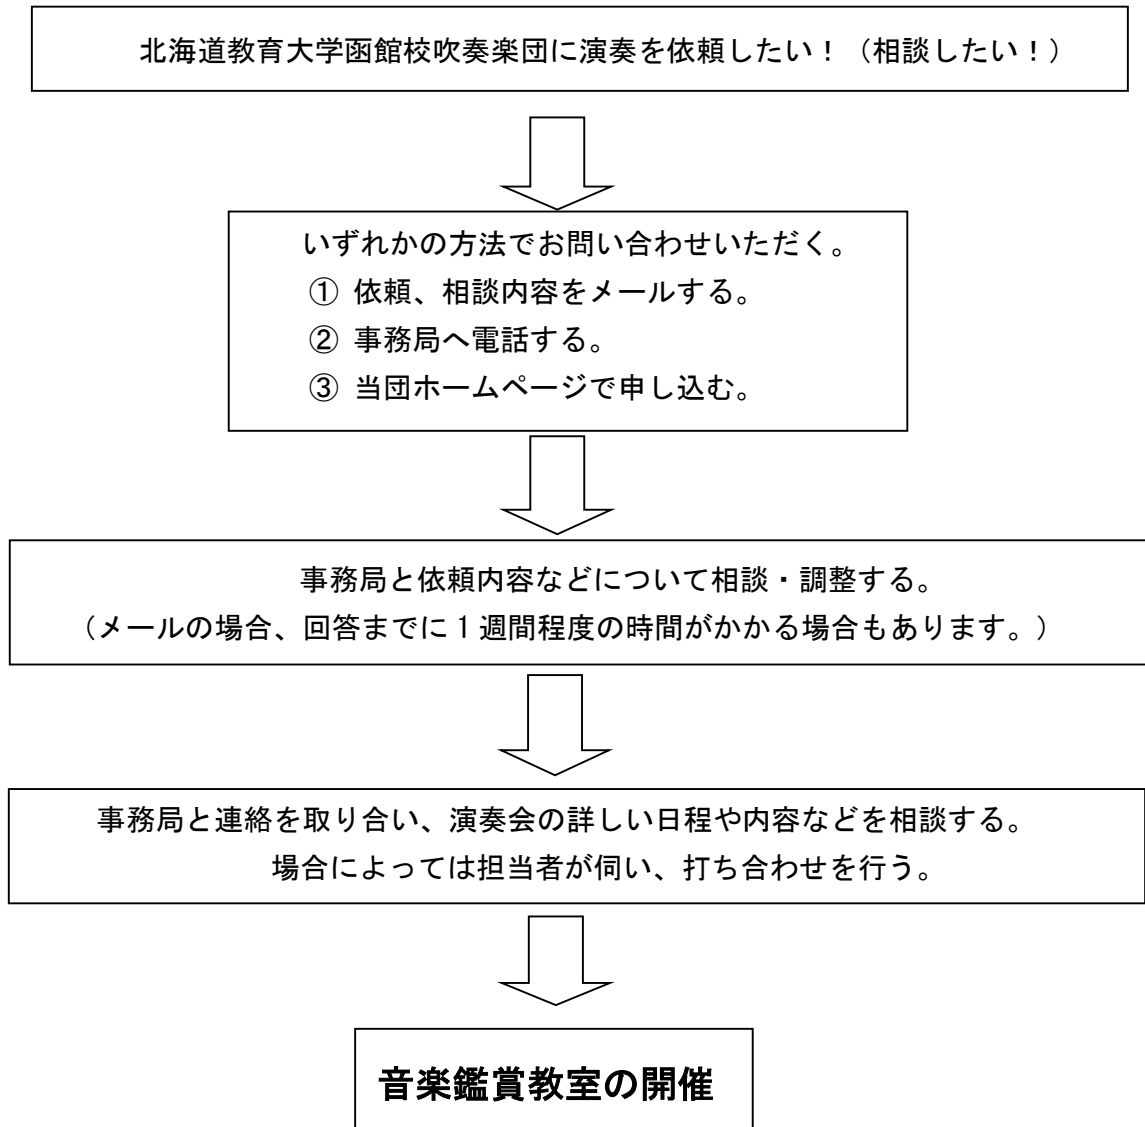 北海道教育大学函館校吹奏楽団に演奏を依頼したい！（相談したい！）
いずれかの方法でお問い合わせいただく。
① 依頼、相談内容をメールする。
② 事務局へ電話する。
③ 当団ホームページで申し込む。
事務局と依頼内容などについて相談・調整する。
（メールの場合、回答までに１週間程度の時間がかかる場合もあります。）
事務局と連絡を取り合い、演奏会の詳しい日程や内容などを相談する。
場合によっては担当者が伺い、打ち合わせを行う。
音楽鑑賞教室の開催